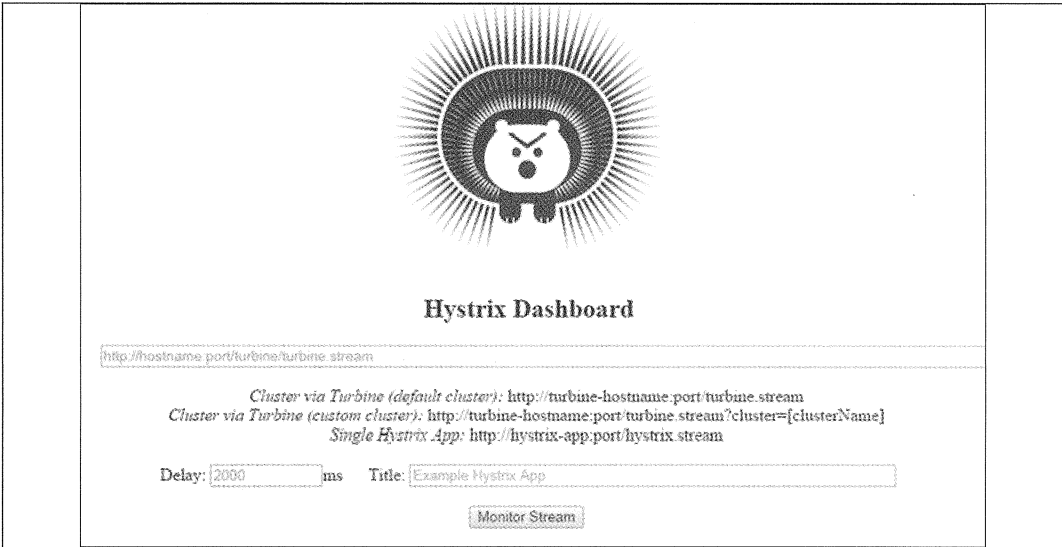 Hystrix Dashboard
http://hostname:port/turbine/turbine.stream
Cluster via Turbine (default cluster): http://turbine-hostname:port/turbine.stream
Cluster via Turbine (custom cluster): http://turbine-hostname:port/turbine.stream?cluster=[clusterName]
Single Hystrix App: http://hystrix-app:port/hystrix.stream
Delay: 2000 ms Title: Example Hystrix App
Monitor Stream